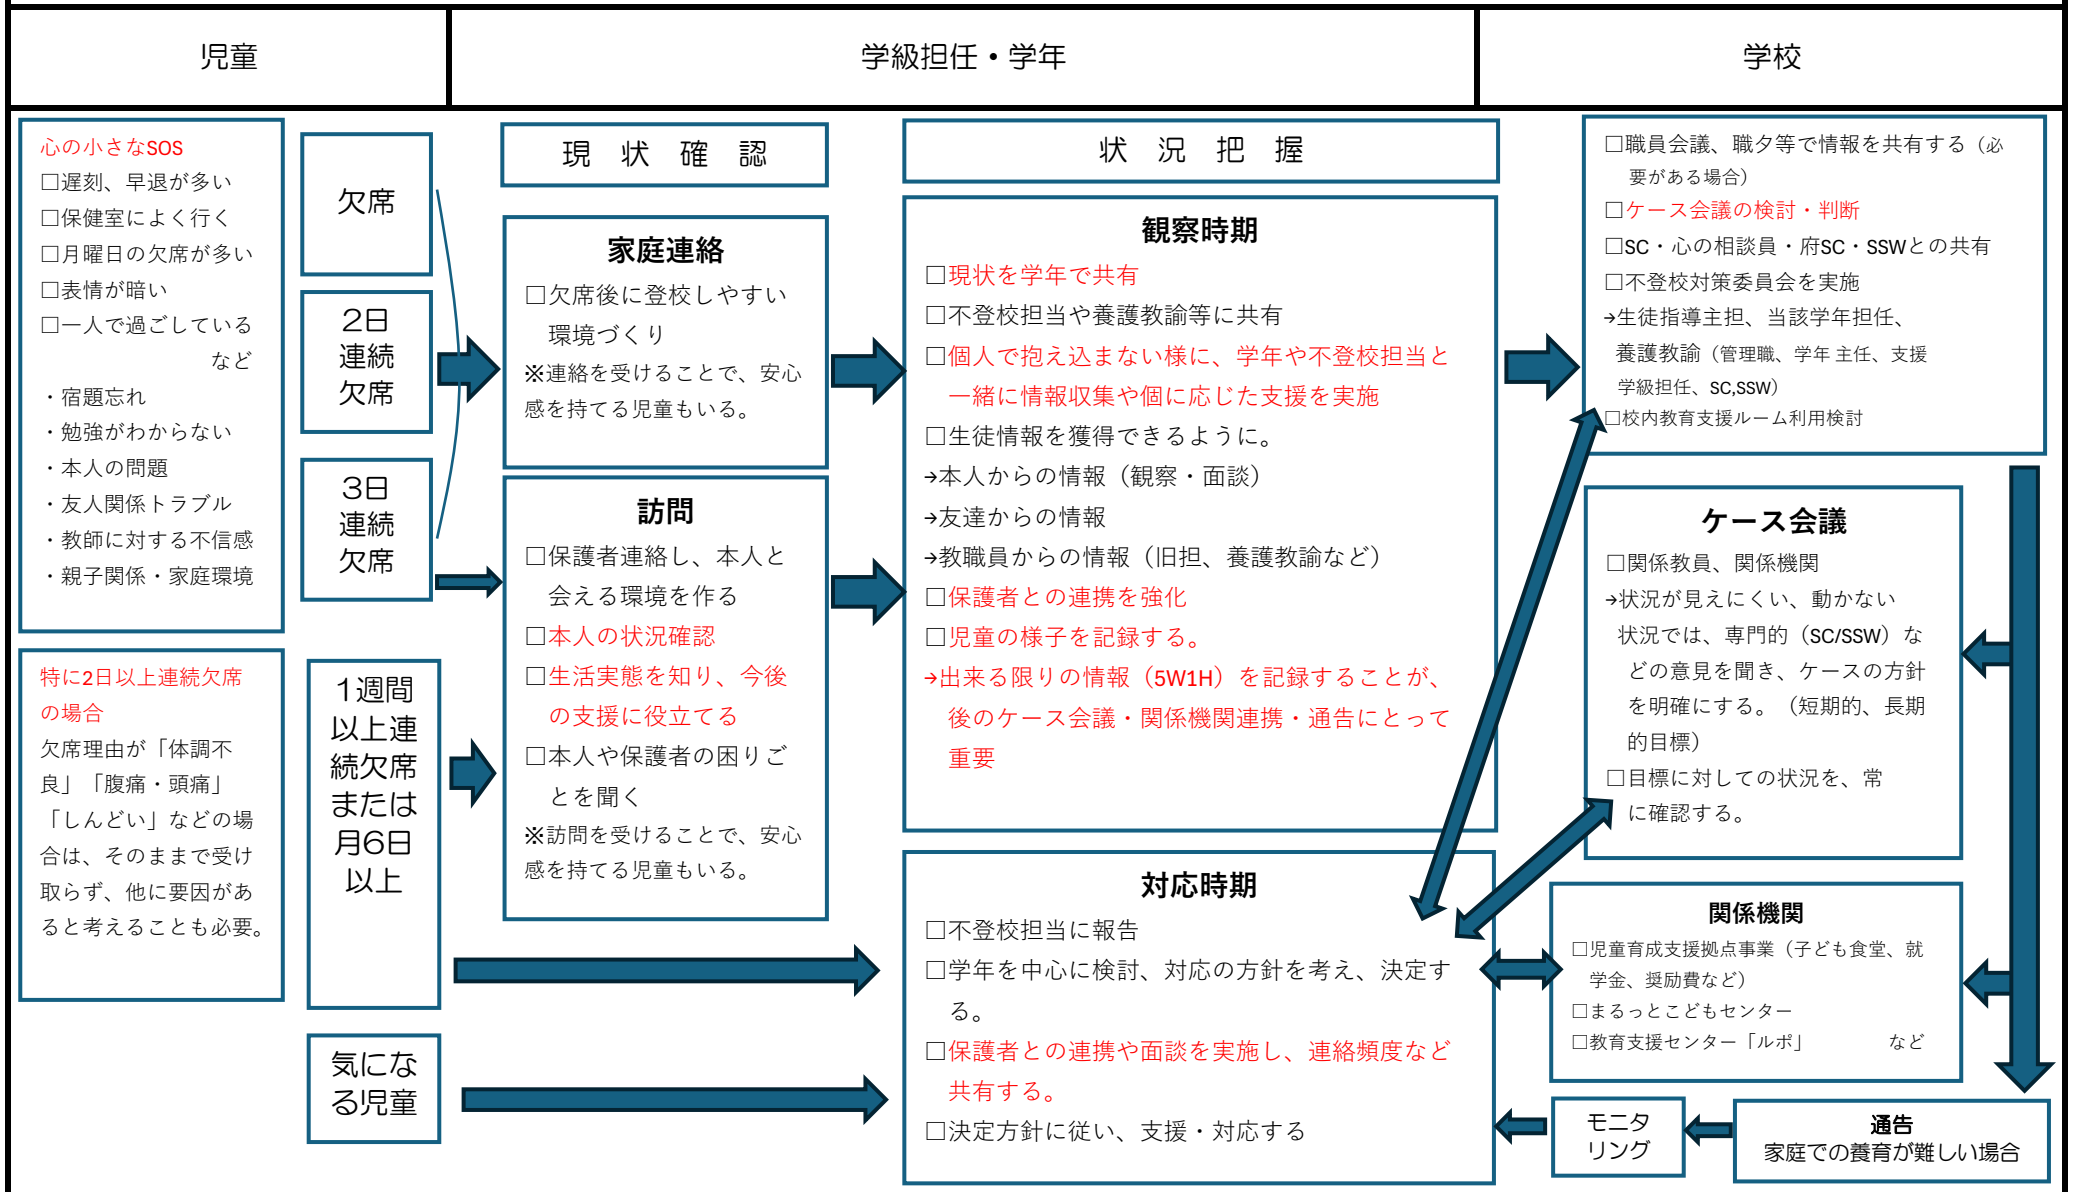 児童
学級担任・学年
学校
心の小さなSOS
□遅刻、早退が多い
□保健室によく行く
□月曜日の欠席が多い
□表情が暗い
□一人で過ごしている
など
・宿題忘れ
・勉強がわからない
・本人の問題
・友人関係トラブル
・教師に対する不信感
・親子関係・家庭環境
特に2日以上連続欠席
の場合
欠席理由が「体調不
良」「腹痛・頭痛」
「しんどい」などの場
合は、そのままで受け
取らず、他に要因があ
ると考えることも必要。
欠席
2日
連続
欠席
3日
連続
欠席
1週間
以上連
続欠席
または
月6日
以上
気にな
る児童
現状確認
家庭連絡
□欠席後に登校しやすい
環境づくり
※連絡を受けることで、安心
感を持てる児童もいる。
訪問
□保護者連絡し、本人と
会える環境を作る
□本人の状況確認
□生活実態を知り、今後
の支援に役立てる
□本人や保護者の困りご
とを聞く
※訪問を受けることで、安心
感を持てる児童もいる。
状況把握
観察時期
□現状を学年で共有
□不登校担当や養護教諭等に共有
□個人で抱え込まない様に、学年や不登校担当と
一緒に情報収集や個に応じた支援を実施
□生徒情報を獲得できるように。
→本人からの情報（観察・面談）
→友達からの情報
→教職員からの情報（旧担、養護教諭など）
□保護者との連携を強化
□児童の様子を記録する。
→出来る限りの情報（5W1H）を記録することが、
後のケース会議・関係機関連携・通告にとって
重要
対応時期
□不登校担当に報告
□学年を中心に検討、対応の方針を考え、決定す
る。
□保護者との連携や面談を実施し、連絡頻度など
共有する。
□決定方針に従い、支援・対応する
□職員会議、職夕等で情報を共有する（必
要がある場合）
□ケース会議の検討・判断
□SC・心の相談員・府SC・SSWとの共有
□不登校対策委員会を実施
→生徒指導主担、当該学年担任、
養護教諭（管理職、学年 主任、支援
学級担任、SC,SSW）
□校内教育支援ルーム利用検討
ケース会議
□関係教員、関係機関
→状況が見えにくい、動かない
状況では、専門的（SC/SSW）な
どの意見を聞き、ケースの方針
を明確にする。（短期的、長期
的目標）
□目標に対しての状況を、常
に確認する。
関係機関
□児童育成支援拠点事業（子ども食堂、就
学金、奨励費など）
□まるっとこどもセンター
□教育支援センター「ルポ」 など
モニタ
リング
通告
家庭での養育が難しい場合